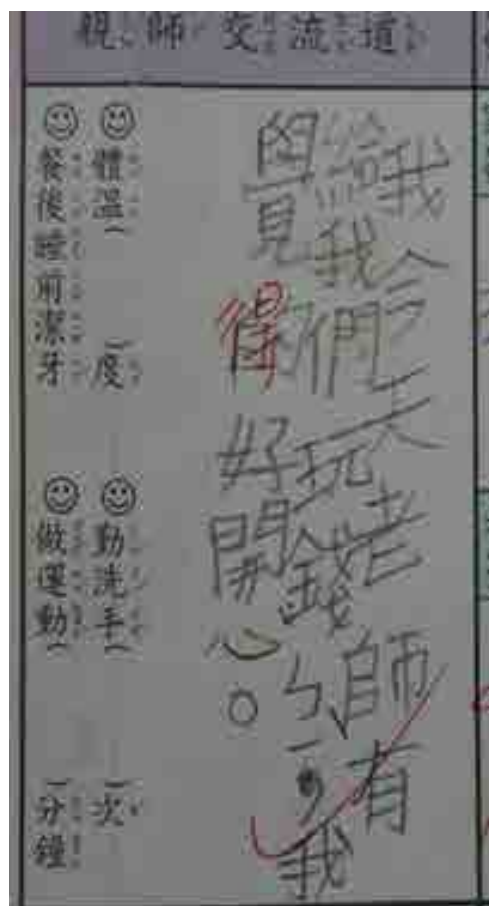 親師交流道
我今天老師有
給我們玩錢ㄅㄧˋ,我
覺得好開心。
體溫( )度
勤洗手( )次
餐後睡前潔牙
做運動( )分鐘